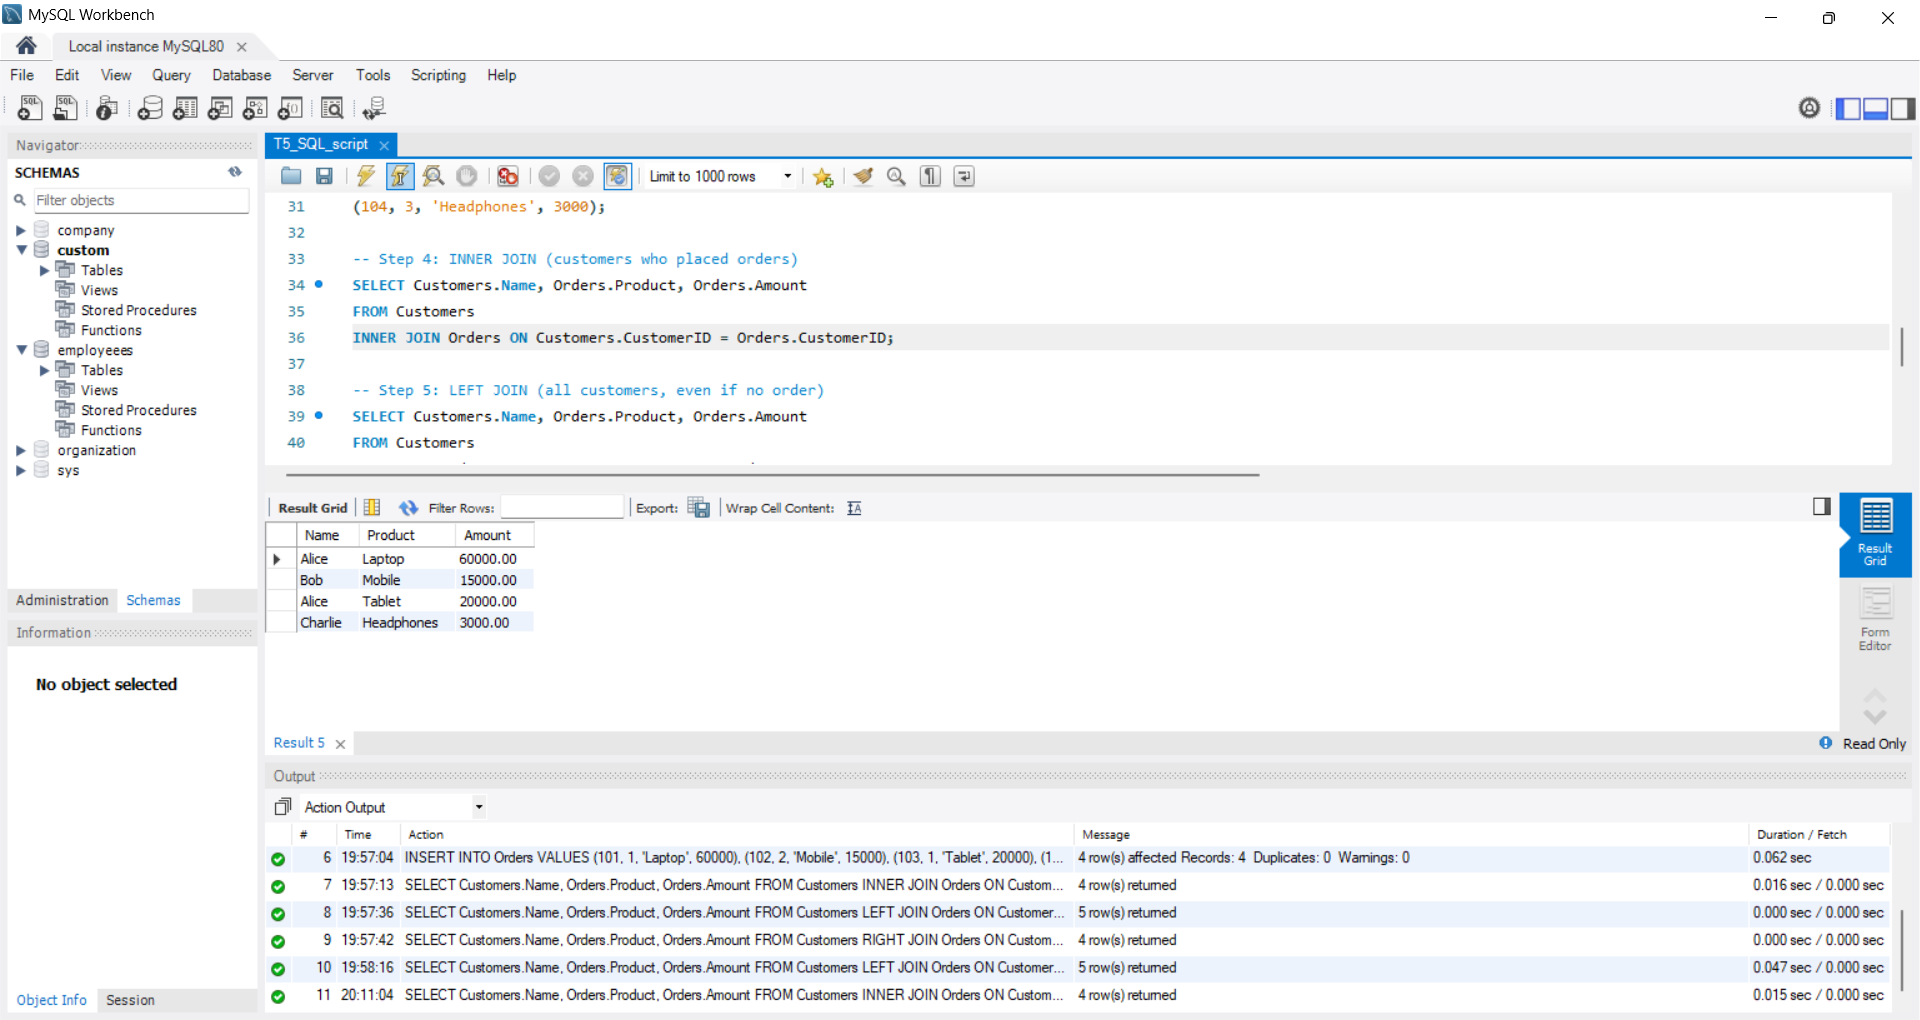 MySQL Workbench
Local instance MySQL80
File Edit View Query Database Server Tools Scripting Help
Navigator
SCHEMAS
Filter objects
company
custom
Tables
Views
Stored Procedures
Functions
employeees
Tables
Views
Stored Procedures
Functions
organization
sys
Administration Schemas
Information
No object selected
Object Info Session
T5_SQL_script
Limit to 1000 rows
31 (104, 3, 'Headphones', 3000);
32
33 -- Step 4: INNER JOIN (customers who placed orders)
34 SELECT Customers.Name, Orders.Product, Orders.Amount
35 FROM Customers
36 INNER JOIN Orders ON Customers.CustomerID = Orders.CustomerID;
37
38 -- Step 5: LEFT JOIN (all customers, even if no order)
39 SELECT Customers.Name, Orders.Product, Orders.Amount
40 FROM Customers
Result Grid Filter Rows: Export: Wrap Cell Content:
Name Product Amount
Alice Laptop 60000.00
Bob Mobile 15000.00
Alice Tablet 20000.00
Charlie Headphones 3000.00
Result Grid
Form Editor
Result 5
Read Only
Output
Action Output
# Time Action Message Duration / Fetch
6 19:57:04 INSERT INTO Orders VALUES (101, 1, 'Laptop', 60000), (102, 2, 'Mobile', 15000), (103, 1, 'Tablet', 20000), (1... 4 row(s) affected Records: 4 Duplicates: 0 Warnings: 0 0.062 sec
7 19:57:13 SELECT Customers.Name, Orders.Product, Orders.Amount FROM Customers INNER JOIN Orders ON Custom... 4 row(s) returned 0.016 sec / 0.000 sec
8 19:57:36 SELECT Customers.Name, Orders.Product, Orders.Amount FROM Customers LEFT JOIN Orders ON Customer... 5 row(s) returned 0.000 sec / 0.000 sec
9 19:57:42 SELECT Customers.Name, Orders.Product, Orders.Amount FROM Customers RIGHT JOIN Orders ON Custom... 4 row(s) returned 0.000 sec / 0.000 sec
10 19:58:16 SELECT Customers.Name, Orders.Product, Orders.Amount FROM Customers LEFT JOIN Orders ON Customer... 5 row(s) returned 0.047 sec / 0.000 sec
11 20:11:04 SELECT Customers.Name, Orders.Product, Orders.Amount FROM Customers INNER JOIN Orders ON Custom... 4 row(s) returned 0.015 sec / 0.000 sec